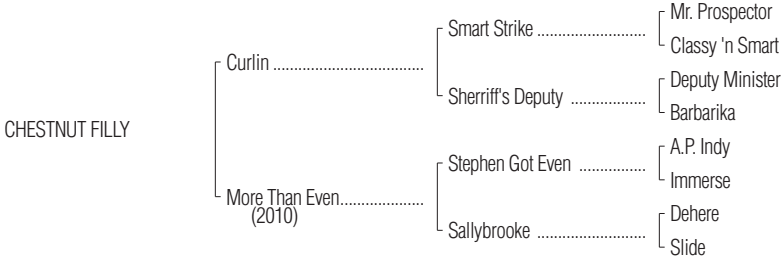 Mr. Prospector
Smart Strike ..........................
Classy 'n Smart
Curlin ....................................
Deputy Minister
Sherriff's Deputy ..................
Barbarika
CHESTNUT FILLY
A.P. Indy
Stephen Got Even ................
Immerse
More Than Even....................
(2010)
Dehere
Sallybrooke ..........................
Slide